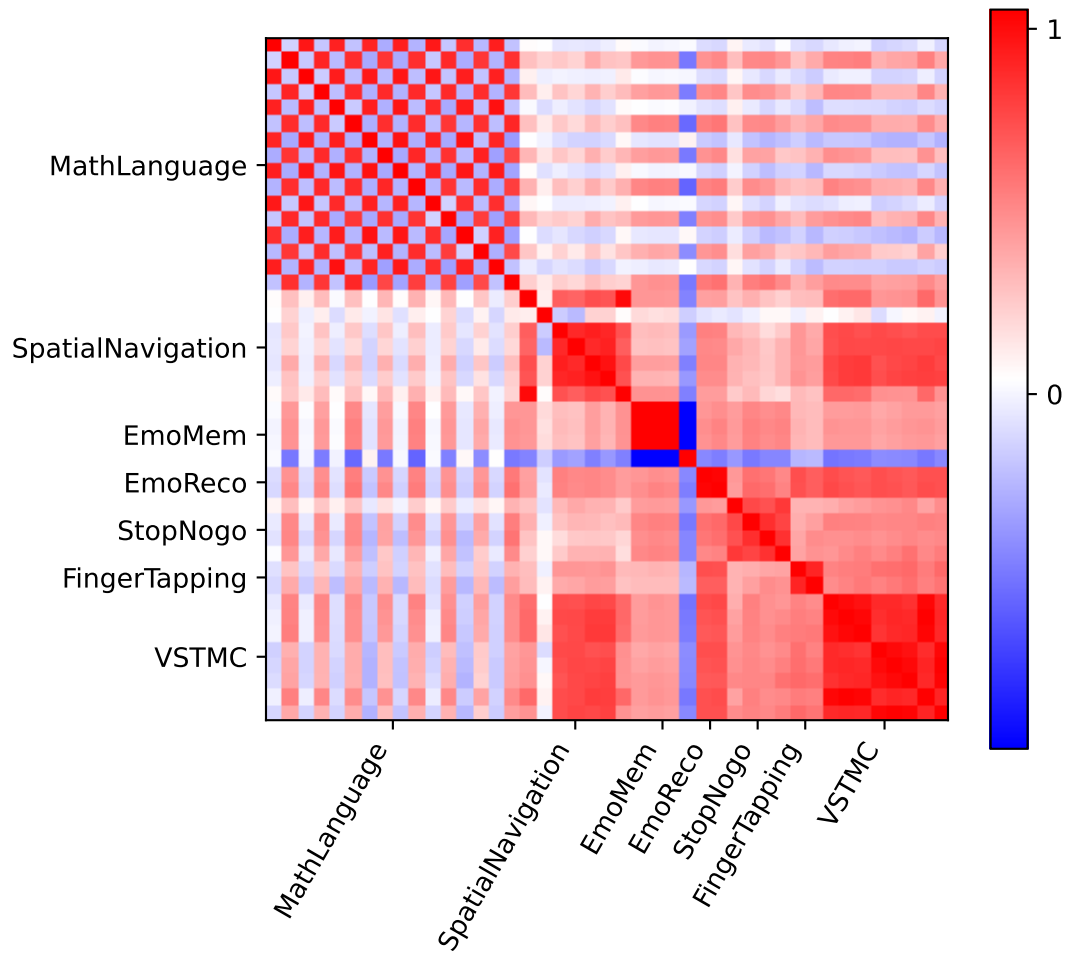 1
MathLanguage
SpatialNavigation
0
EmoMem
EmoReco
StopNogo
FingerTapping
VSTMC
MathLanguage
SpatialNavigation
EmoMem
EmoReco
StopNogo
FingerTapping
VSTMC